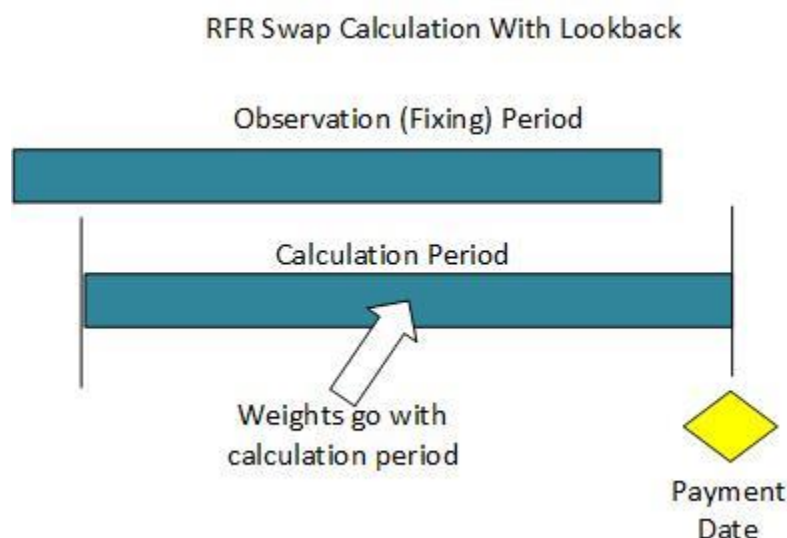 RFR Swap Calculation With Lookback
Observation (Fixing) Period
Calculation Period
Weights go with
calculation period
Payment
Date